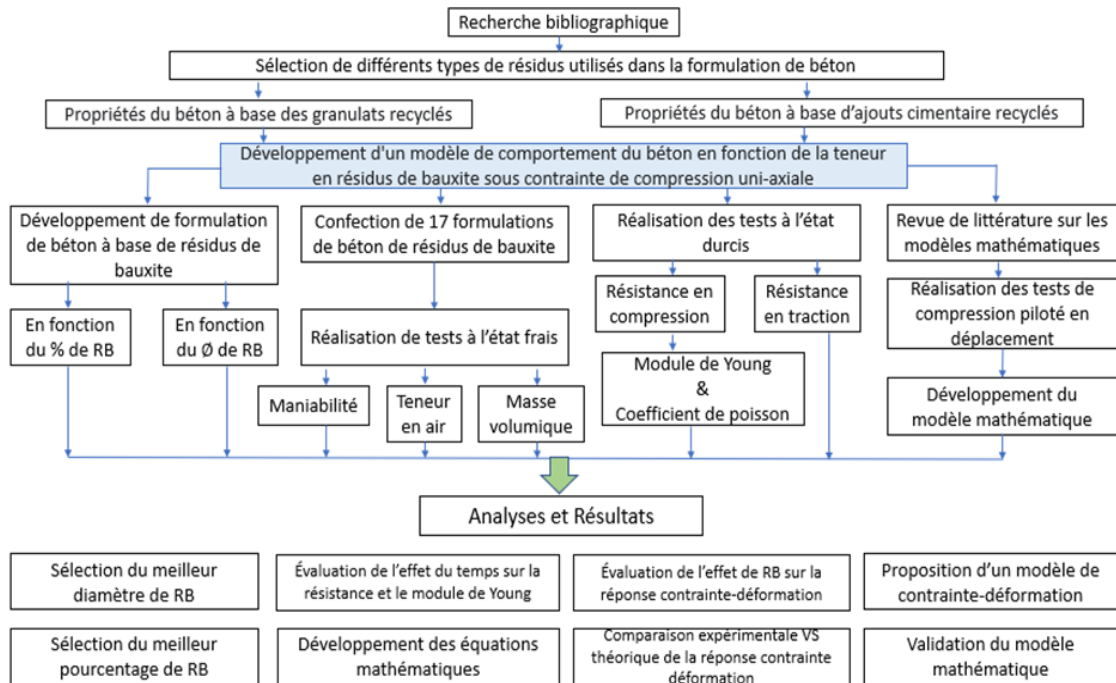 Recherche bibliographique
Sélection de différents types de résidus utilisés dans la formulation de béton
Propriétés du béton à base des granulats recyclés
Propriétés du béton à base d'ajouts cimentaire recyclés
Développement d'un modèle de comportement du béton en fonction de la teneur
en résidus de bauxite sous contrainte de compression uni-axiale
Développement de formulation
de béton à base de résidus de
bauxite
Confection de 17 formulations
de béton de résidus de bauxite
Réalisation des tests à l'état
durcis
Revue de littérature sur les
modèles mathématiques
En fonction
du % de RB
En fonction
du Ø de RB
Réalisation de tests à l'état frais
Résistance en
compression
Résistance
en traction
Réalisation des tests de
compression piloté en
déplacement
Maniabilité
Teneur
en air
Masse
volumique
Module de Young
&
Coefficient de poisson
Développement du
modèle mathématique
Analyses et Résultats
Sélection du meilleur
diamètre de RB
Évaluation de l'effet du temps sur la
résistance et le module de Young
Évaluation de l'effet de RB sur la
réponse contrainte-déformation
Proposition d'un modèle de
contrainte-déformation
Sélection du meilleur
pourcentage de RB
Développement des équations
mathématiques
Comparaison expérimentale VS
théorique de la réponse contrainte
déformation
Validation du modèle
mathématique